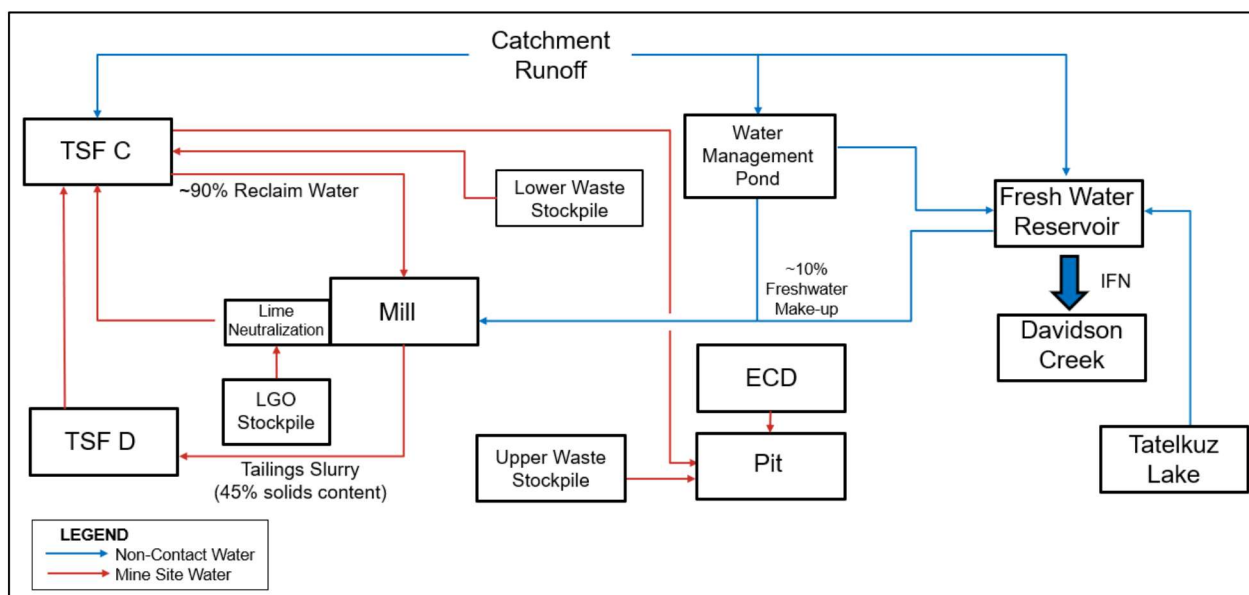 Catchment
Runoff
TSF C
Water
Management
Pond
~90% Reclaim Water
Lower Waste
Stockpile
Fresh Water
Reservoir
~10%
Freshwater
Make-up
IFN
Lime
Neutralization
Mill
Davidson
Creek
ECD
LGO
Stockpile
TSF D
Tailings Slurry
(45% solids content)
Upper Waste
Stockpile
Pit
Tatelkuz
Lake
LEGEND
Non-Contact Water
Mine Site Water